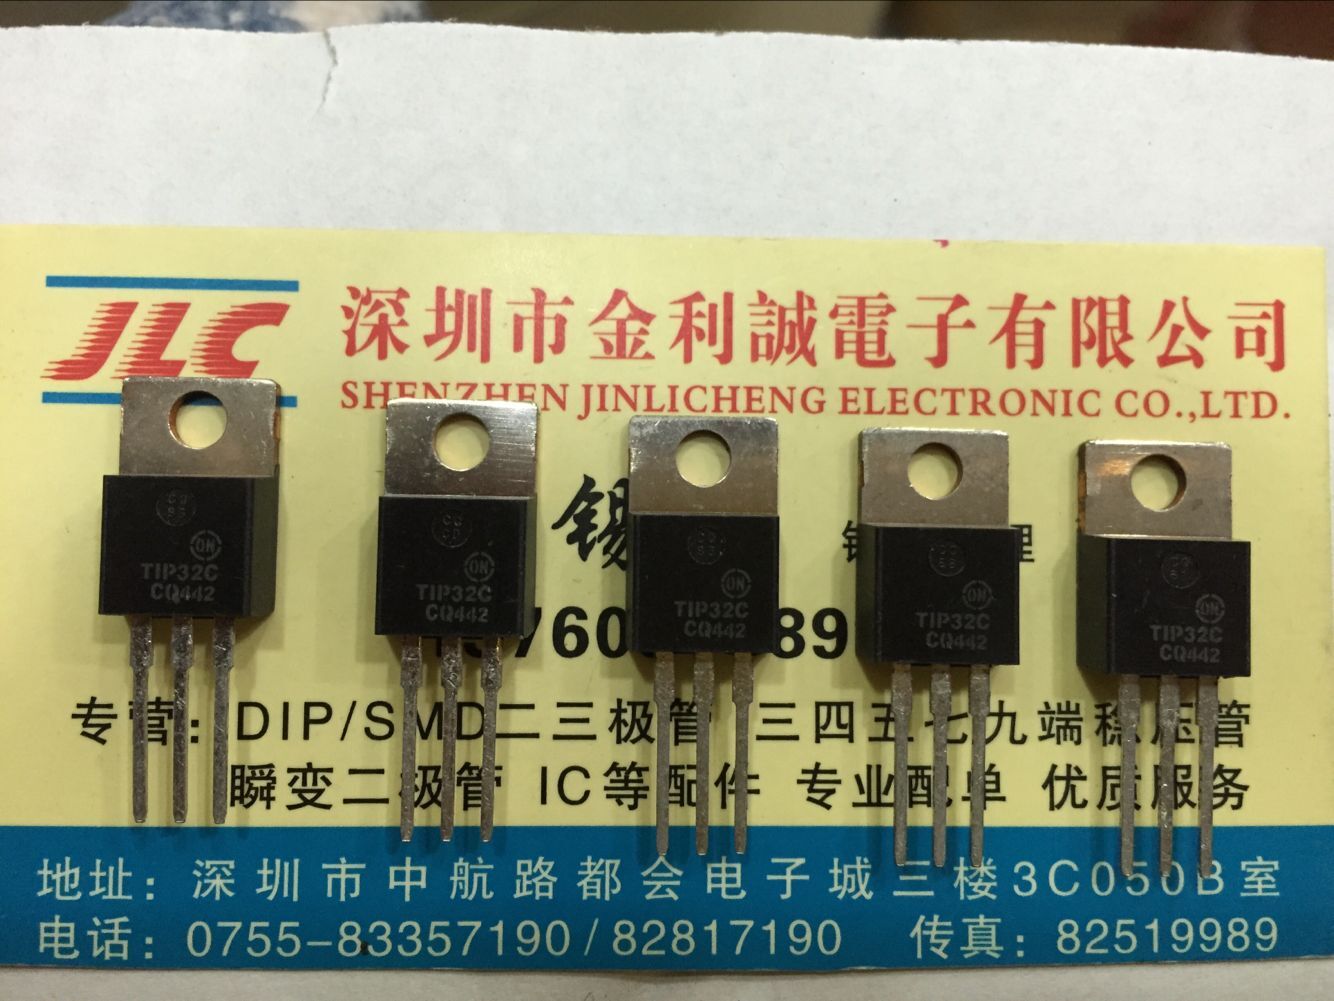 JLC
深圳市金利誠電子有限公司
SHENZHEN JINLICHENG ELECTRONIC CO.,LTD.
ON
TIP32C
CQ442
ON
TIP32C
CQ442
ON
TIP32C
CQ442
ON
TIP32C
CQ442
ON
TIP32C
CQ442
专营：DIP/SMD二三极管 三四五七九端稳压管
瞬变二极管 IC等配件 专业配单 优质服务
地址：深圳市中航路都会电子城三楼3C050B室
电话：0755-83357190/82817190 传真：82519989